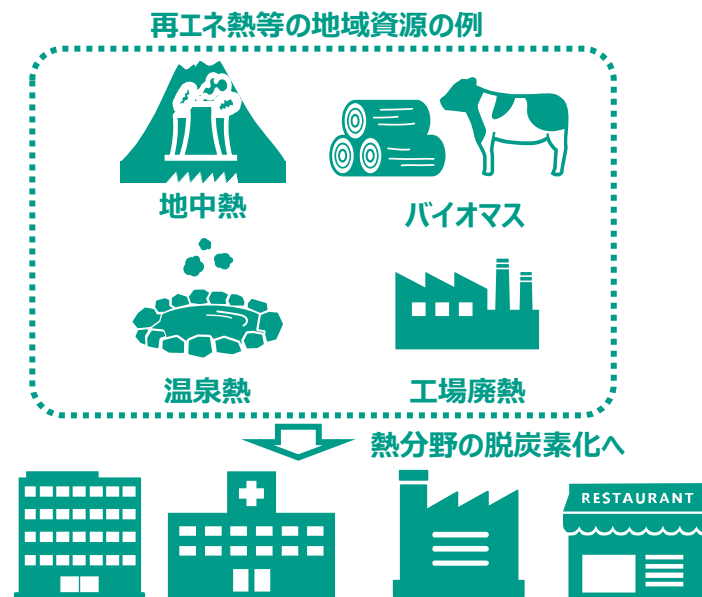 再エネ熱等の地域資源の例
地中熱
バイオマス
温泉熱
工場廃熱
熱分野の脱炭素化へ
RESTAURANT